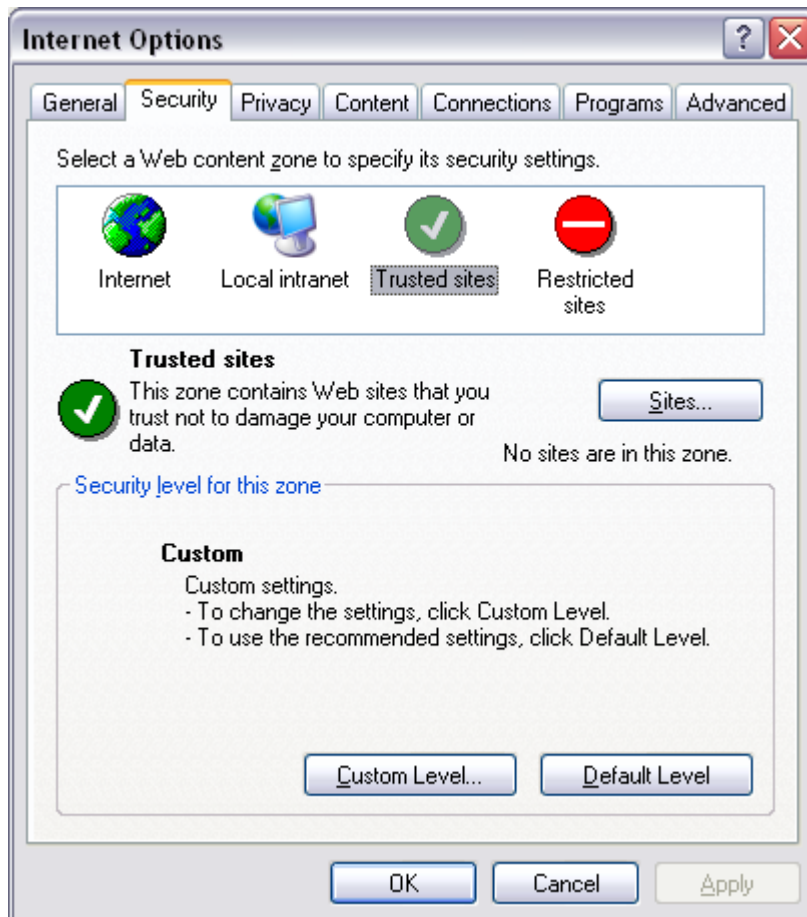 Internet Options
General Security Privacy Content Connections Programs Advanced
Select a Web content zone to specify its security settings.
Internet Local intranet Trusted sites Restricted
sites
Trusted sites
This zone contains Web sites that you
trust not to damage your computer or
data.
Sites...
No sites are in this zone.
Security level for this zone
Custom
Custom settings.
- To change the settings, click Custom Level.
- To use the recommended settings, click Default Level.
Custom Level... Default Level
OK Cancel Apply